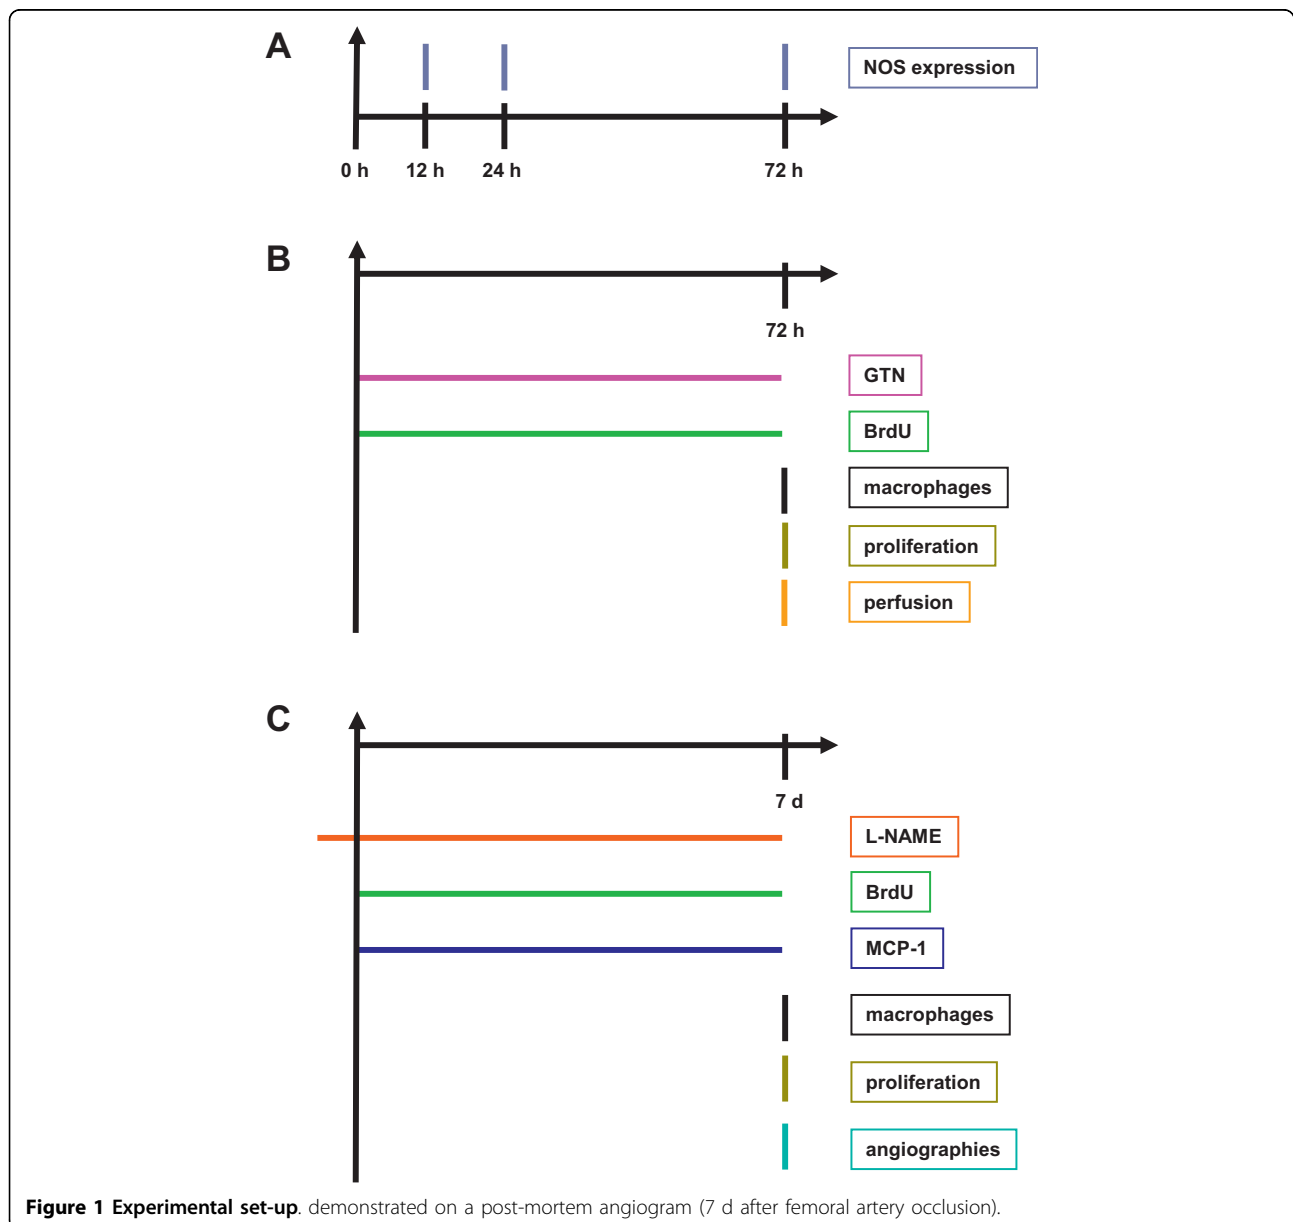 A
NOS expression
0 h 12 h 24 h 72 h
B
72 h
GTN
BrdU
macrophages
proliferation
perfusion
C
7 d
L-NAME
BrdU
MCP-1
macrophages
proliferation
angiographies
Figure 1 Experimental set-up. demonstrated on a post-mortem angiogram (7 d after femoral artery occlusion).